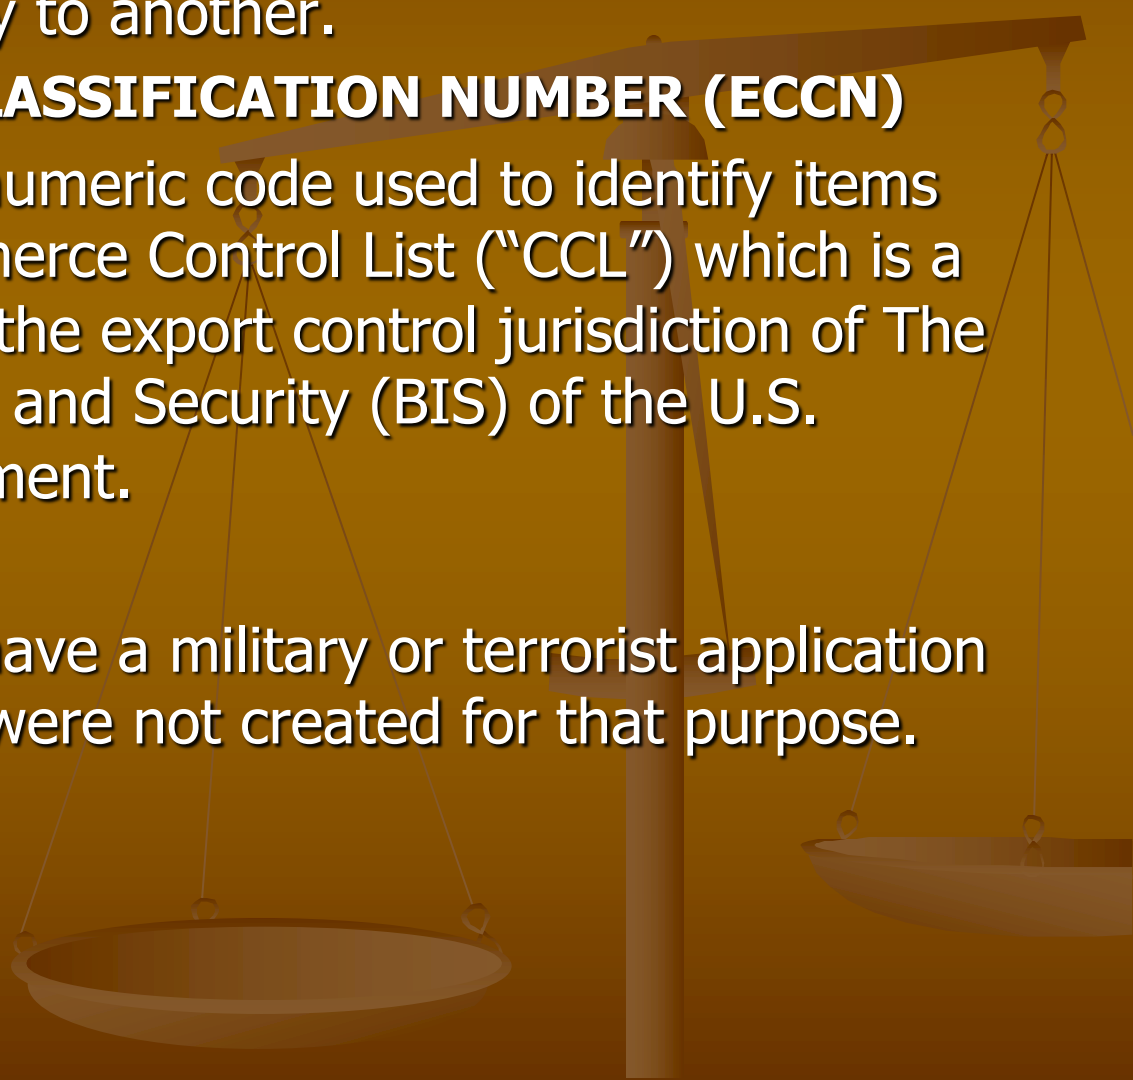 y to another.
LASSIFICATION NUMBER (ECCN)
umeric code used to identify items
nerce Control List (“CCL”) which is a
the export control jurisdiction of The
and Security (BIS) of the U.S.
ment.
ave a military or terrorist application
were not created for that purpose.